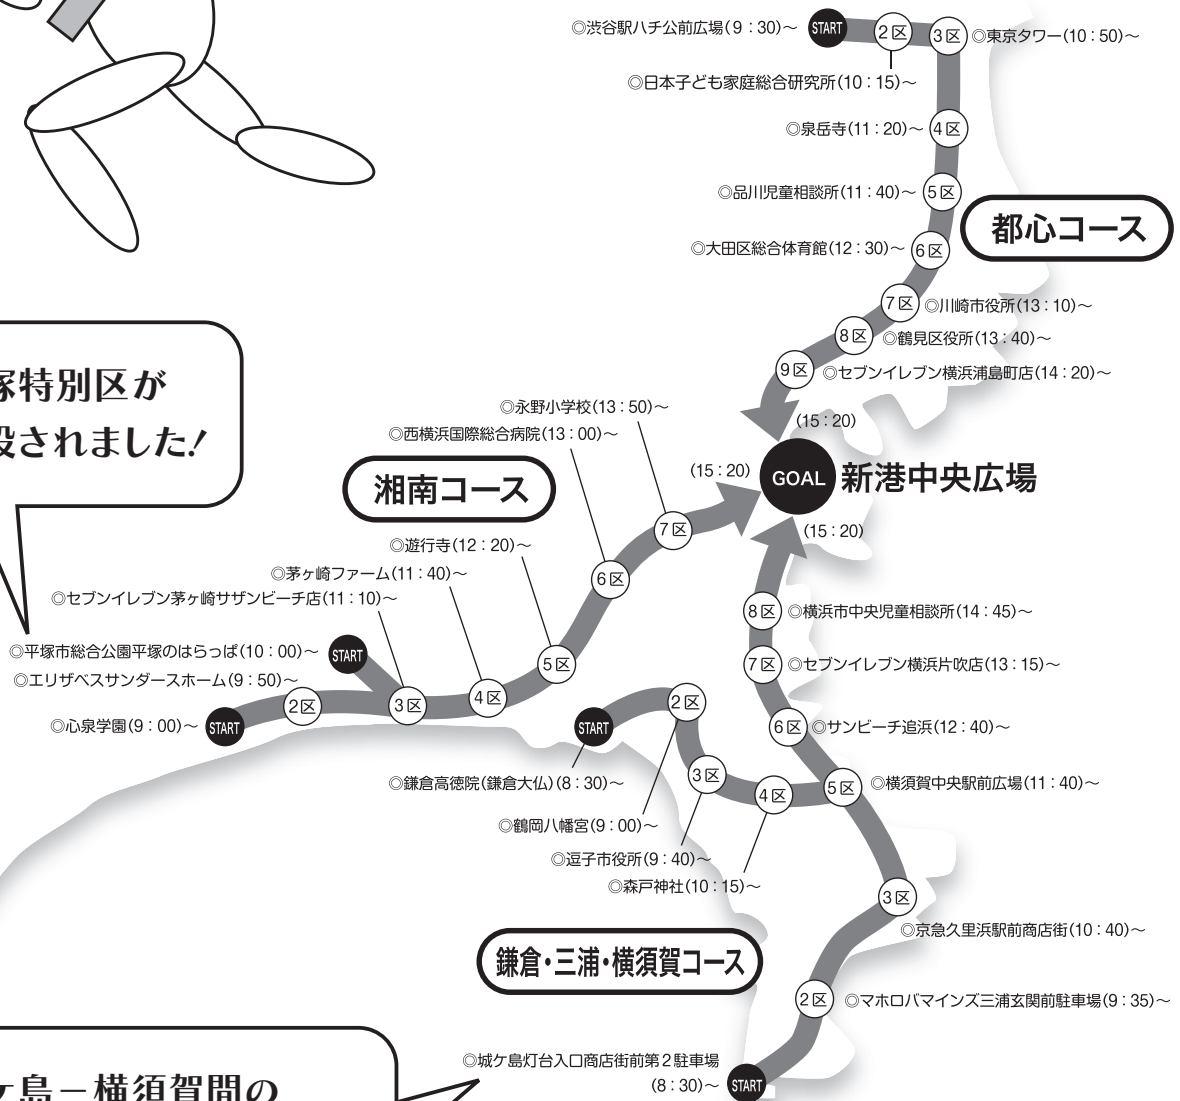 ◎渋谷駅ハチ公前広場(9：30)～
START
2区
3区
◎東京タワー(10：50)～
◎日本子ども家庭総合研究所(10：15)～
◎泉岳寺(11：20)～
4区
◎品川児童相談所(11：40)～
5区
都心コース
◎大田区総合体育館(12：30)～
6区
7区
◎川崎市役所(13：10)～
8区
◎鶴見区役所(13：40)～
9区
◎セブンイレブン横浜浦島町店(14：20)～
(15：20)
塚特別区が
設されました!
◎永野小学校(13：50)～
◎西横浜国際総合病院(13：00)～
湘南コース
(15：20)
GOAL
新港中央広場
(15：20)
7区
◎遊行寺(12：20)～
◎茅ヶ崎ファーム(11：40)～
6区
◎セブンイレブン茅ヶ崎サザンビーチ店(11：10)～
◎平塚市総合公園平塚のはらっぱ(10：00)～
START
◎エリザベスサンダースホーム(9：50)～
5区
4区
3区
2区
◎心泉学園(9：00)～
START
8区
◎横浜市中央児童相談所(14：45)～
7区
◎セブンイレブン横浜片吹店(13：15)～
2区
START
6区
◎サンビーチ追浜(12：40)～
◎鎌倉高徳院(鎌倉大仏)(8：30)～
3区
4区
5区
◎横須賀中央駅前広場(11：40)～
◎鶴岡八幡宮(9：00)～
◎逗子市役所(9：40)～
◎森戸神社(10：15)～
3区
◎京急久里浜駅前商店街(10：40)～
鎌倉・三浦・横須賀コース
2区
◎マホロバマインズ三浦玄関前駐車場(9：35)～
◎城ケ島灯台入口商店街前第2駐車場
(8：30)～
START
ケ島－横須賀間の